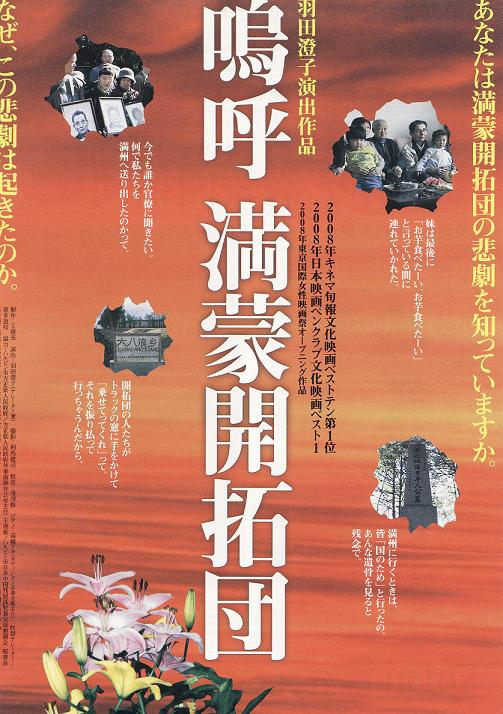 あなたは満蒙開拓団の悲劇を知っていますか。
妹は最後に
「お芋食べたーい、お芋食べたーい」
と言っている間に
連れていかれた。
満州に行くときは、
皆「国のため」と行ったの。
あんな遺骨を見ると
残念で。
2008年キネマ旬報文化映画ベストテン第1位
2008年日本映画ペンクラブ文化映画ベスト1
2008年東京国際女性映画祭オープニング作品
羽田澄子演出作品
嗚呼 満蒙開拓団
今でも誰か官僚に聞きたい。
何で私たちを
満州へ送り出したのかって
大八浪乡
開拓団の人たちが
トラックの窓に手をかけて
「乗せてってくれ」って。
それを振り払って
行っちゃうんだから。
なぜ、この悲劇は起きたのか。